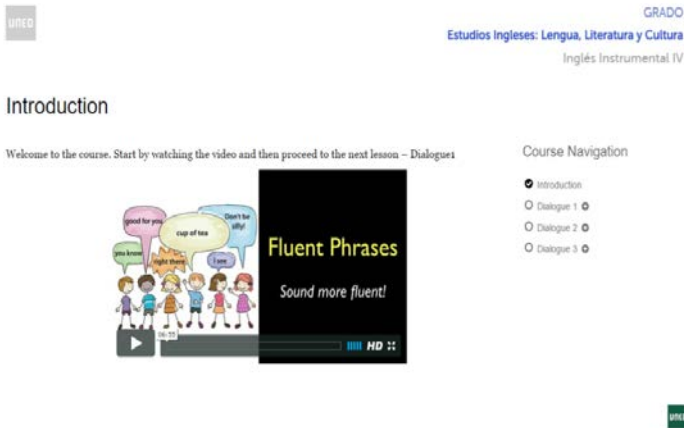 UNED
GRADO
Estudios Ingleses: Lengua, Literatura y Cultura
Inglés Instrumental IV
Introduction
Welcome to the course. Start by watching the video and then proceed to the next lesson – Dialogue1
Course Navigation
Introduction
Dialogue 1
Dialogue 2
Dialogue 3
good for you
cup of tea
Don't be
silly!
you know
right there
I see
Fluent Phrases
Sound more fluent!
06:55
HD
UNED